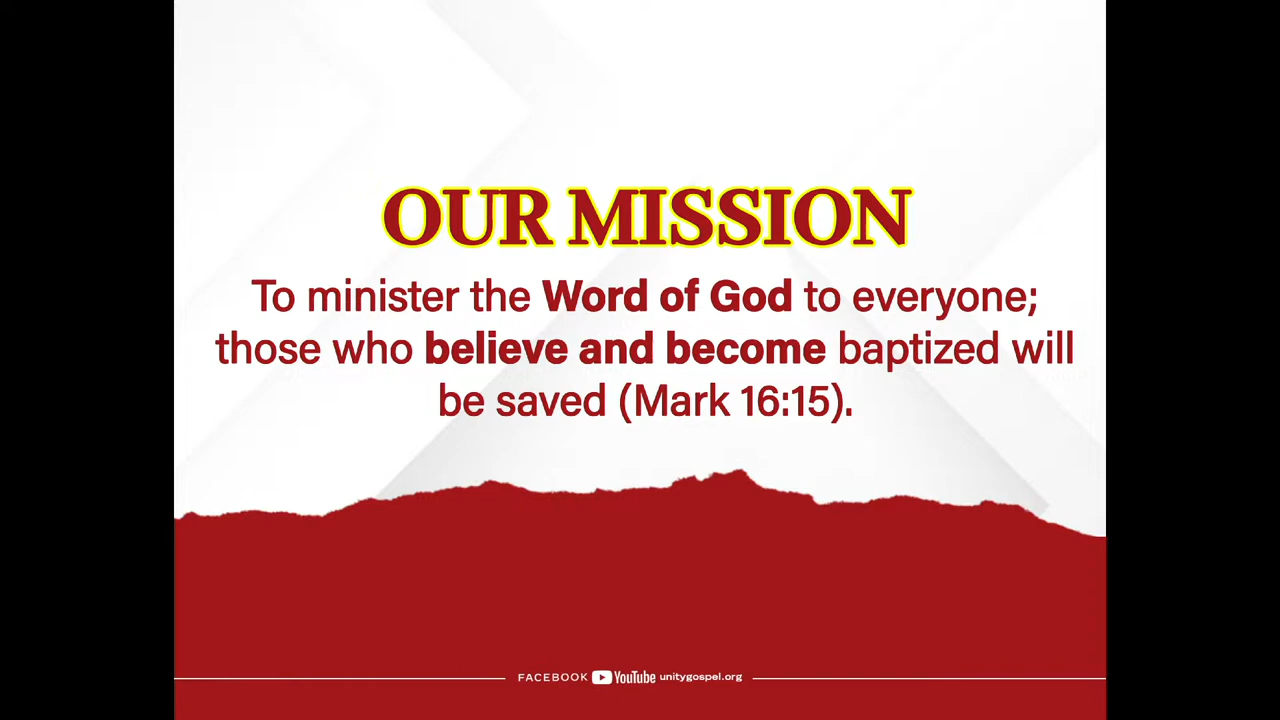 OUR MISSION
To minister the Word of God to everyone;
those who believe and become baptized will
be saved (Mark 16:15).
FACEBOOK YouTube unitygospel.org